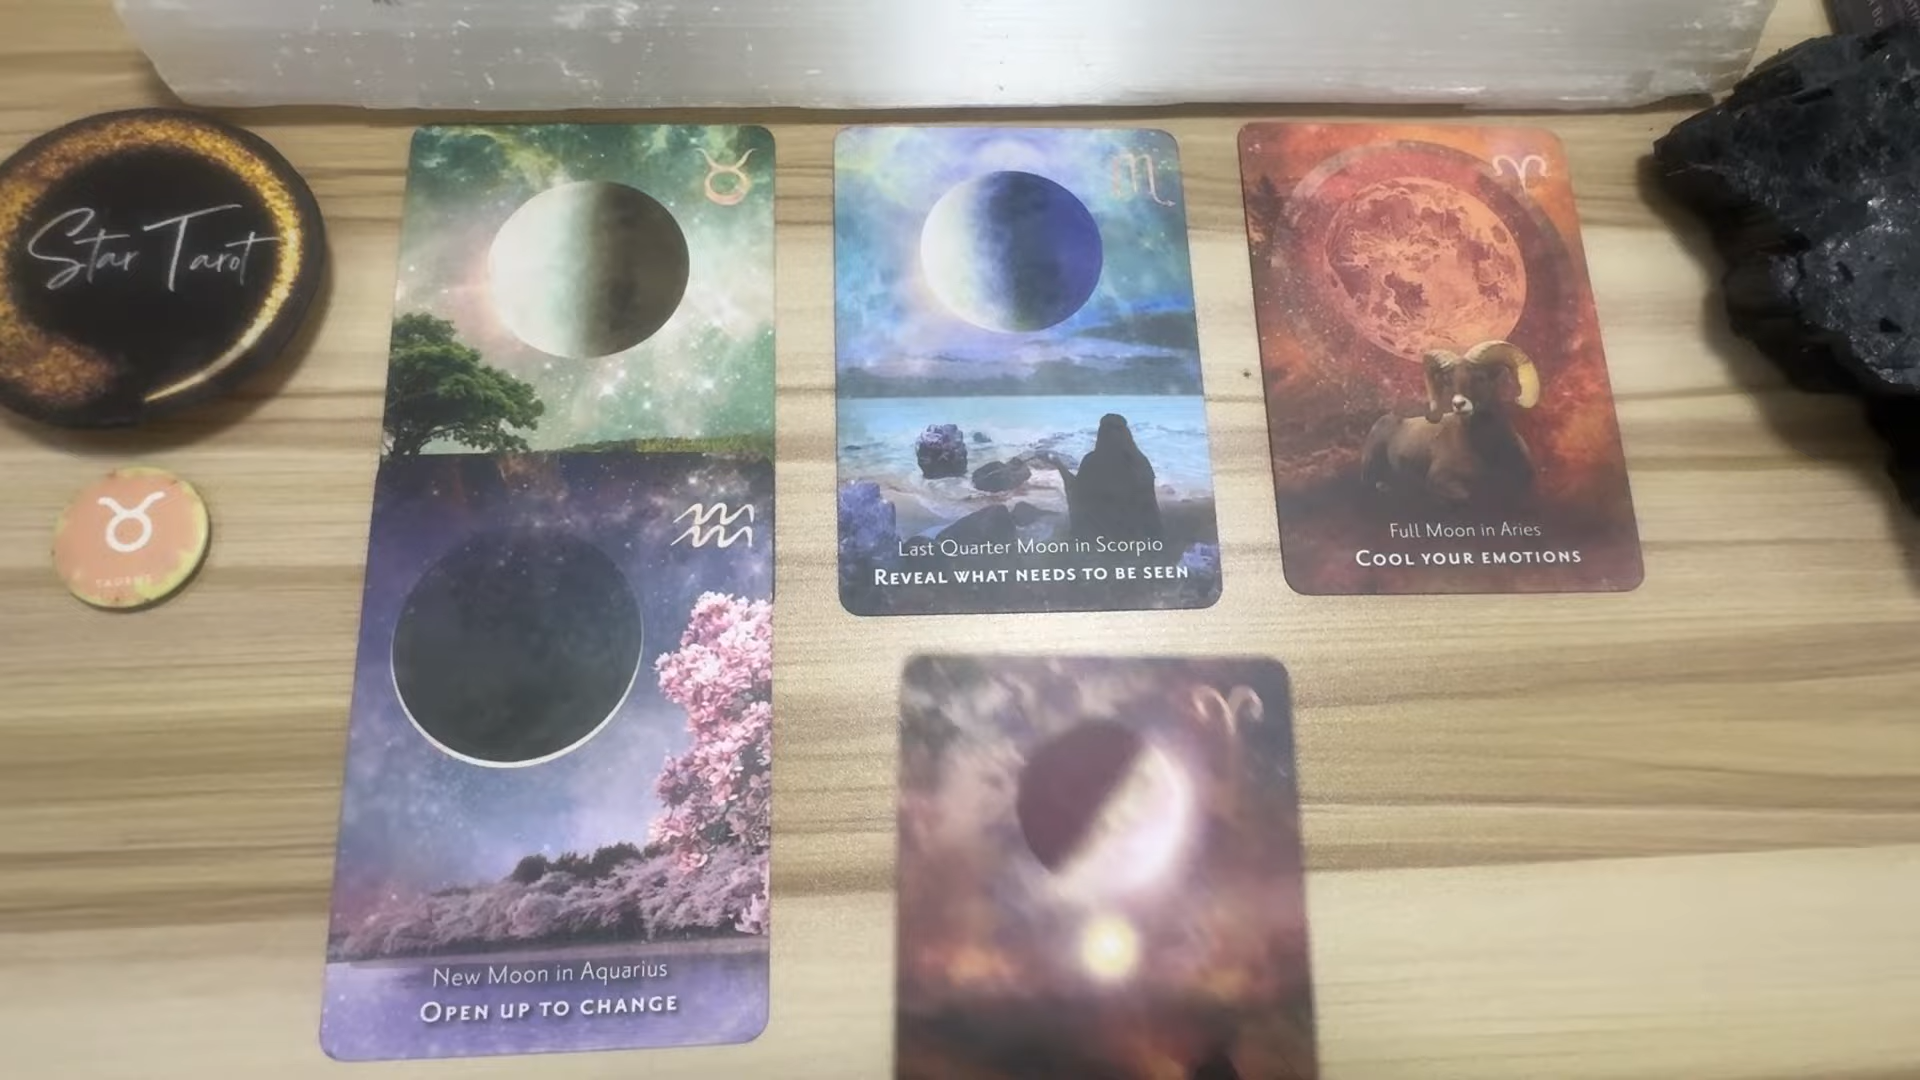 Star Tarot
TAURUS
Last Quarter Moon in Scorpio
REVEAL WHAT NEEDS TO BE SEEN
Full Moon in Aries
COOL YOUR EMOTIONS
New Moon in Aquarius
OPEN UP TO CHANGE